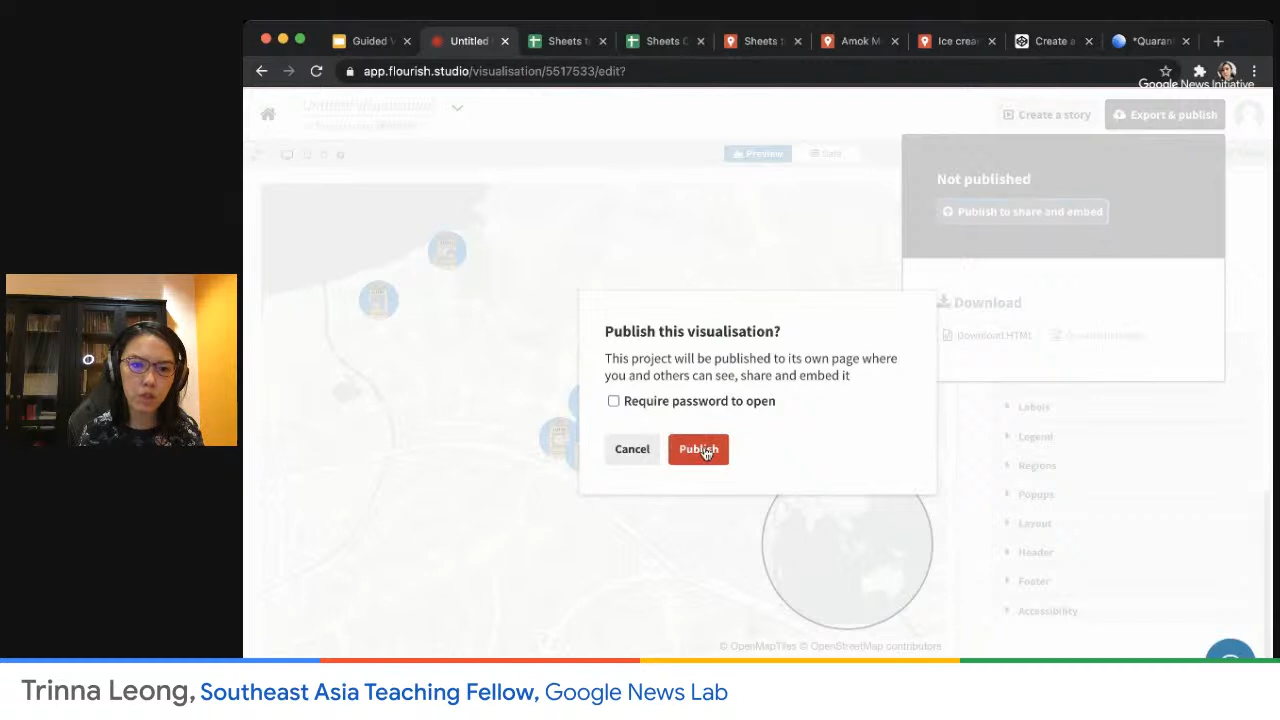 Guided V
Untitled
Sheets t
Sheets C
Sheets t
Amok M
Ice crea
Create a
*Quaran
app.flourish.studio/visualisation/5517533/edit?
Google News Initiative
Untitled visualisation
Create a story
Export & publish
Preview
Data
Not published
Publish to share and embed
Download
Download HTML
Publish this visualisation?
This project will be published to its own page where
you and others can see, share and embed it
Require password to open
Cancel
Publish
Labels
Legend
Regions
Popups
Layout
Header
Footer
Accessibility
© OpenMapTiles © OpenStreetMap contributors
Trinna Leong, Southeast Asia Teaching Fellow, Google News Lab